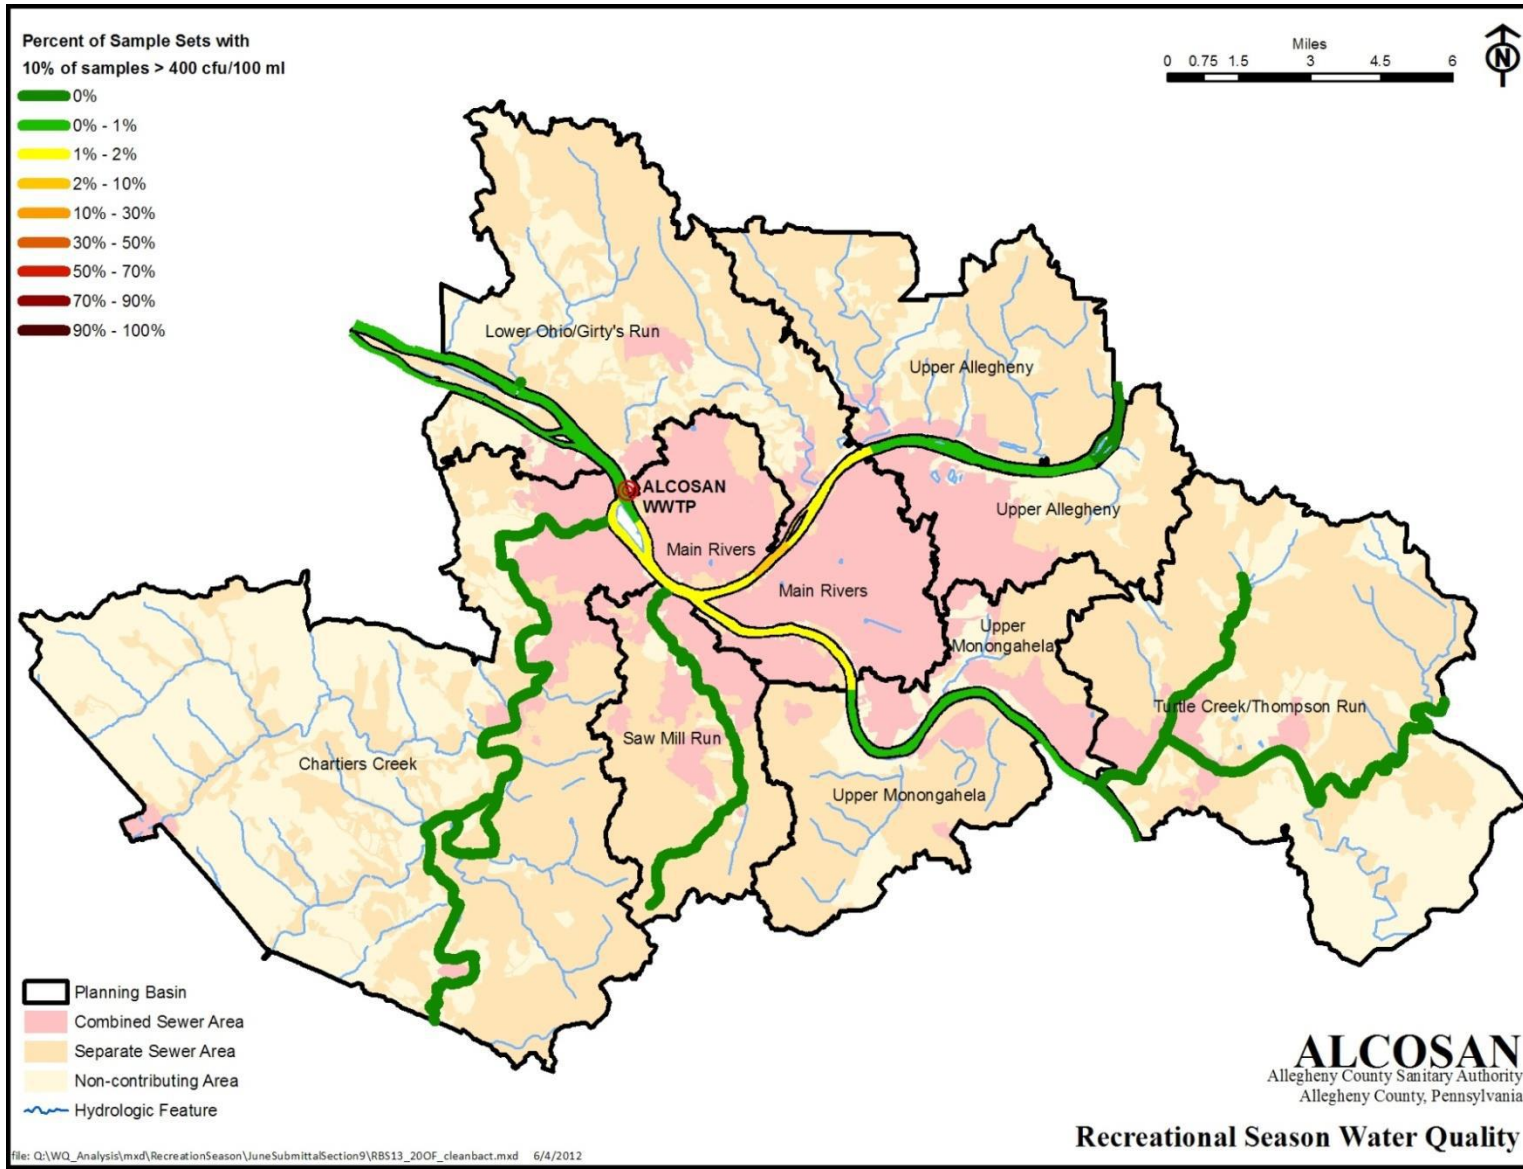 Percent of Sample Sets with
10% of samples > 400 cfu/100 ml
0%
0% - 1%
1% - 2%
2% - 10%
10% - 30%
30% - 50%
50% - 70%
70% - 90%
90% - 100%
Miles
0 0.75 1.5 3 4.5 6
N
Lower Ohio/Girty's Run
Upper Allegheny
ALCOSAN
WWTP
Upper Allegheny
Main Rivers
Main Rivers
Upper
Monongahela
Turtle Creek/Thompson Run
Saw Mill Run
Chartiers Creek
Upper Monongahela
Planning Basin
Combined Sewer Area
Separate Sewer Area
Non-contributing Area
Hydrologic Feature
ALCOSAN
Allegheny County Sanitary Authority
Allegheny County, Pennsylvania
Recreational Season Water Quality
file: Q:\WQ_Analysis\mxd\RecreationSeason\JuneSubmittalSection9\RBS13_20OF_cleanbact.mxd 6/4/2012